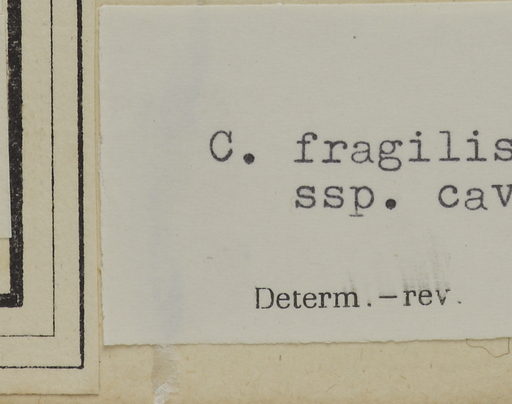 C. fragilis
ssp. cav
Determ.-rev.